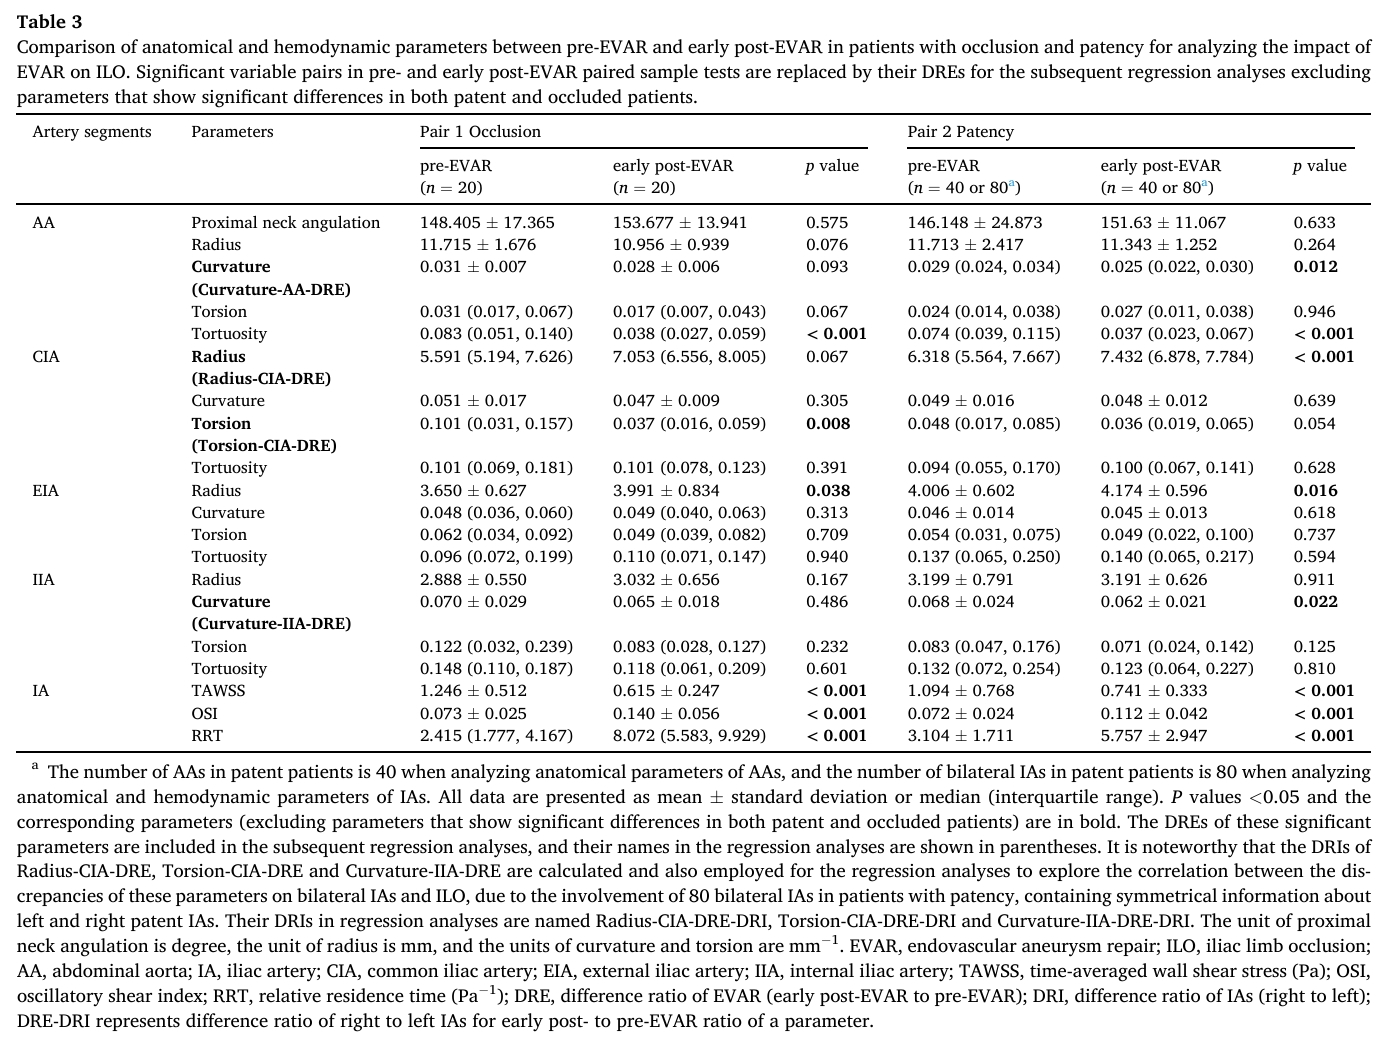 Table 3
Comparison of anatomical and hemodynamic parameters between pre-EVAR and early post-EVAR in patients with occlusion and patency for analyzing the impact of
EVAR on ILO. Significant variable pairs in pre- and early post-EVAR paired sample tests are replaced by their DREs for the subsequent regression analyses excluding
parameters that show significant differences in both patent and occluded patients.
Artery segments Parameters Pair 1 Occlusion Pair 2 Patency
pre-EVAR early post-EVAR p value pre-EVAR early post-EVAR p value
(n = 20) (n = 20) (n = 40 or 80a) (n = 40 or 80a)
AA Proximal neck angulation 148.405 ± 17.365 153.677 ± 13.941 0.575 146.148 ± 24.873 151.63 ± 11.067 0.633
Radius 11.715 ± 1.676 10.956 ± 0.939 0.076 11.713 ± 2.417 11.343 ± 1.252 0.264
Curvature 0.031 ± 0.007 0.028 ± 0.006 0.093 0.029 (0.024, 0.034) 0.025 (0.022, 0.030) 0.012
(Curvature-AA-DRE)
Torsion 0.031 (0.017, 0.067) 0.017 (0.007, 0.043) 0.067 0.024 (0.014, 0.038) 0.027 (0.011, 0.038) 0.946
Tortuosity 0.083 (0.051, 0.140) 0.038 (0.027, 0.059) < 0.001 0.074 (0.039, 0.115) 0.037 (0.023, 0.067) < 0.001
CIA Radius 5.591 (5.194, 7.626) 7.053 (6.556, 8.005) 0.067 6.318 (5.564, 7.667) 7.432 (6.878, 7.784) < 0.001
(Radius-CIA-DRE)
Curvature 0.051 ± 0.017 0.047 ± 0.009 0.305 0.049 ± 0.016 0.048 ± 0.012 0.639
Torsion 0.101 (0.031, 0.157) 0.037 (0.016, 0.059) 0.008 0.048 (0.017, 0.085) 0.036 (0.019, 0.065) 0.054
(Torsion-CIA-DRE)
Tortuosity 0.101 (0.069, 0.181) 0.101 (0.078, 0.123) 0.391 0.094 (0.055, 0.170) 0.100 (0.067, 0.141) 0.628
EIA Radius 3.650 ± 0.627 3.991 ± 0.834 0.038 4.006 ± 0.602 4.174 ± 0.596 0.016
Curvature 0.048 (0.036, 0.060) 0.049 (0.040, 0.063) 0.313 0.046 ± 0.014 0.045 ± 0.013 0.618
Torsion 0.062 (0.034, 0.092) 0.049 (0.039, 0.082) 0.709 0.054 (0.031, 0.075) 0.049 (0.022, 0.100) 0.737
Tortuosity 0.096 (0.072, 0.199) 0.110 (0.071, 0.147) 0.940 0.137 (0.065, 0.250) 0.140 (0.065, 0.217) 0.594
IIA Radius 2.888 ± 0.550 3.032 ± 0.656 0.167 3.199 ± 0.791 3.191 ± 0.626 0.911
Curvature 0.070 ± 0.029 0.065 ± 0.018 0.486 0.068 ± 0.024 0.062 ± 0.021 0.022
(Curvature-IIA-DRE)
Torsion 0.122 (0.032, 0.239) 0.083 (0.028, 0.127) 0.232 0.083 (0.047, 0.176) 0.071 (0.024, 0.142) 0.125
Tortuosity 0.148 (0.110, 0.187) 0.118 (0.061, 0.209) 0.601 0.132 (0.072, 0.254) 0.123 (0.064, 0.227) 0.810
IA TAWSS 1.246 ± 0.512 0.615 ± 0.247 < 0.001 1.094 ± 0.768 0.741 ± 0.333 < 0.001
OSI 0.073 ± 0.025 0.140 ± 0.056 < 0.001 0.072 ± 0.024 0.112 ± 0.042 < 0.001
RRT 2.415 (1.777, 4.167) 8.072 (5.583, 9.929) < 0.001 3.104 ± 1.711 5.757 ± 2.947 < 0.001
a The number of AAs in patent patients is 40 when analyzing anatomical parameters of AAs, and the number of bilateral IAs in patent patients is 80 when analyzing
anatomical and hemodynamic parameters of IAs. All data are presented as mean ± standard deviation or median (interquartile range). P values <0.05 and the
corresponding parameters (excluding parameters that show significant differences in both patent and occluded patients) are in bold. The DREs of these significant
parameters are included in the subsequent regression analyses, and their names in the regression analyses are shown in parentheses. It is noteworthy that the DRIs of
Radius-CIA-DRE, Torsion-CIA-DRE and Curvature-IIA-DRE are calculated and also employed for the regression analyses to explore the correlation between the dis-
crepancies of these parameters on bilateral IAs and ILO, due to the involvement of 80 bilateral IAs in patients with patency, containing symmetrical information about
left and right patent IAs. Their DRIs in regression analyses are named Radius-CIA-DRE-DRI, Torsion-CIA-DRE-DRI and Curvature-IIA-DRE-DRI. The unit of proximal
neck angulation is degree, the unit of radius is mm, and the units of curvature and torsion are mm−1. EVAR, endovascular aneurysm repair; ILO, iliac limb occlusion;
AA, abdominal aorta; IA, iliac artery; CIA, common iliac artery; EIA, external iliac artery; IIA, internal iliac artery; TAWSS, time-averaged wall shear stress (Pa); OSI,
oscillatory shear index; RRT, relative residence time (Pa−1); DRE, difference ratio of EVAR (early post-EVAR to pre-EVAR); DRI, difference ratio of IAs (right to left);
DRE-DRI represents difference ratio of right to left IAs for early post- to pre-EVAR ratio of a parameter.